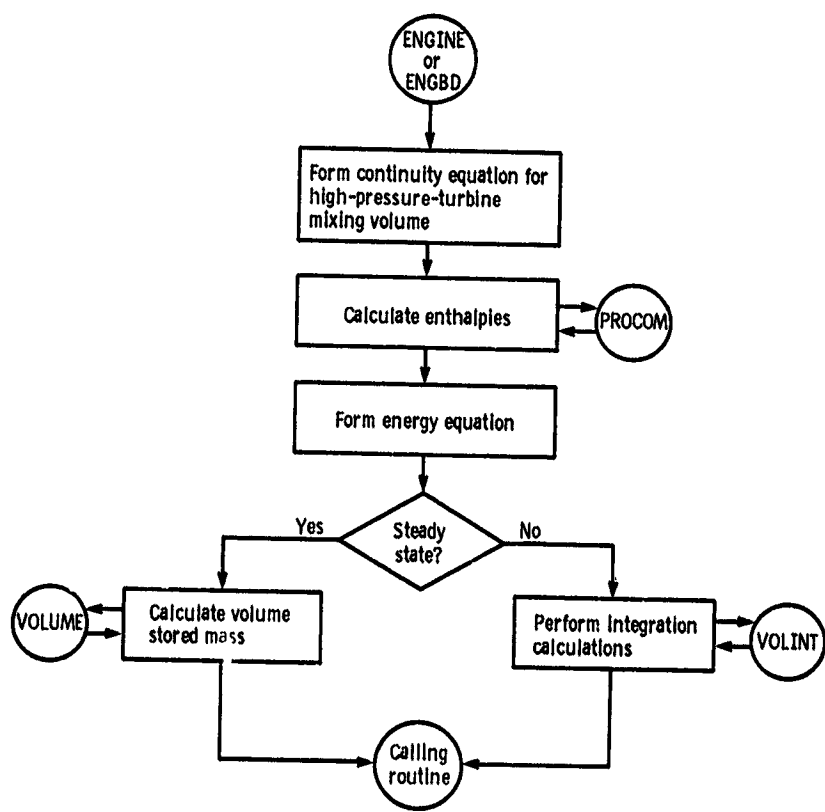 ENGINE
or
ENGBD
Form continuity equation for
high-pressure-turbine
mixing volume
Calculate enthalpies
PROCOM
Form energy equation
Yes
Steady
state?
No
VOLUME
Calculate volume
stored mass
Perform integration
calculations
VOLINT
Calling
routine